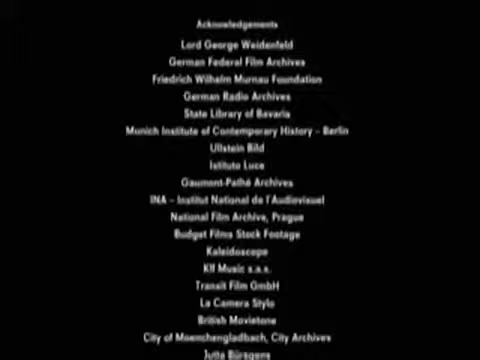 Acknowledgements
Lord George Weidenfeld
German Federal Film Archives
Friedrich Wilhelm Murnau Foundation
German Radio Archives
State Library of Bavaria
Munich Institute of Contemporary History - Berlin
Ullstein Bild
Istituto Luce
Gaumont-Pathé Archives
INA - Institut National de l'Audiovisuel
National Film Archive, Prague
Budget Films Stock Footage
Kaleidoscope
Music s.a.s.
Transit Film GmbH
La Camera Stylo
British Movietone
City of Moenchengladbach, City Archives
Jutta Bürsgens